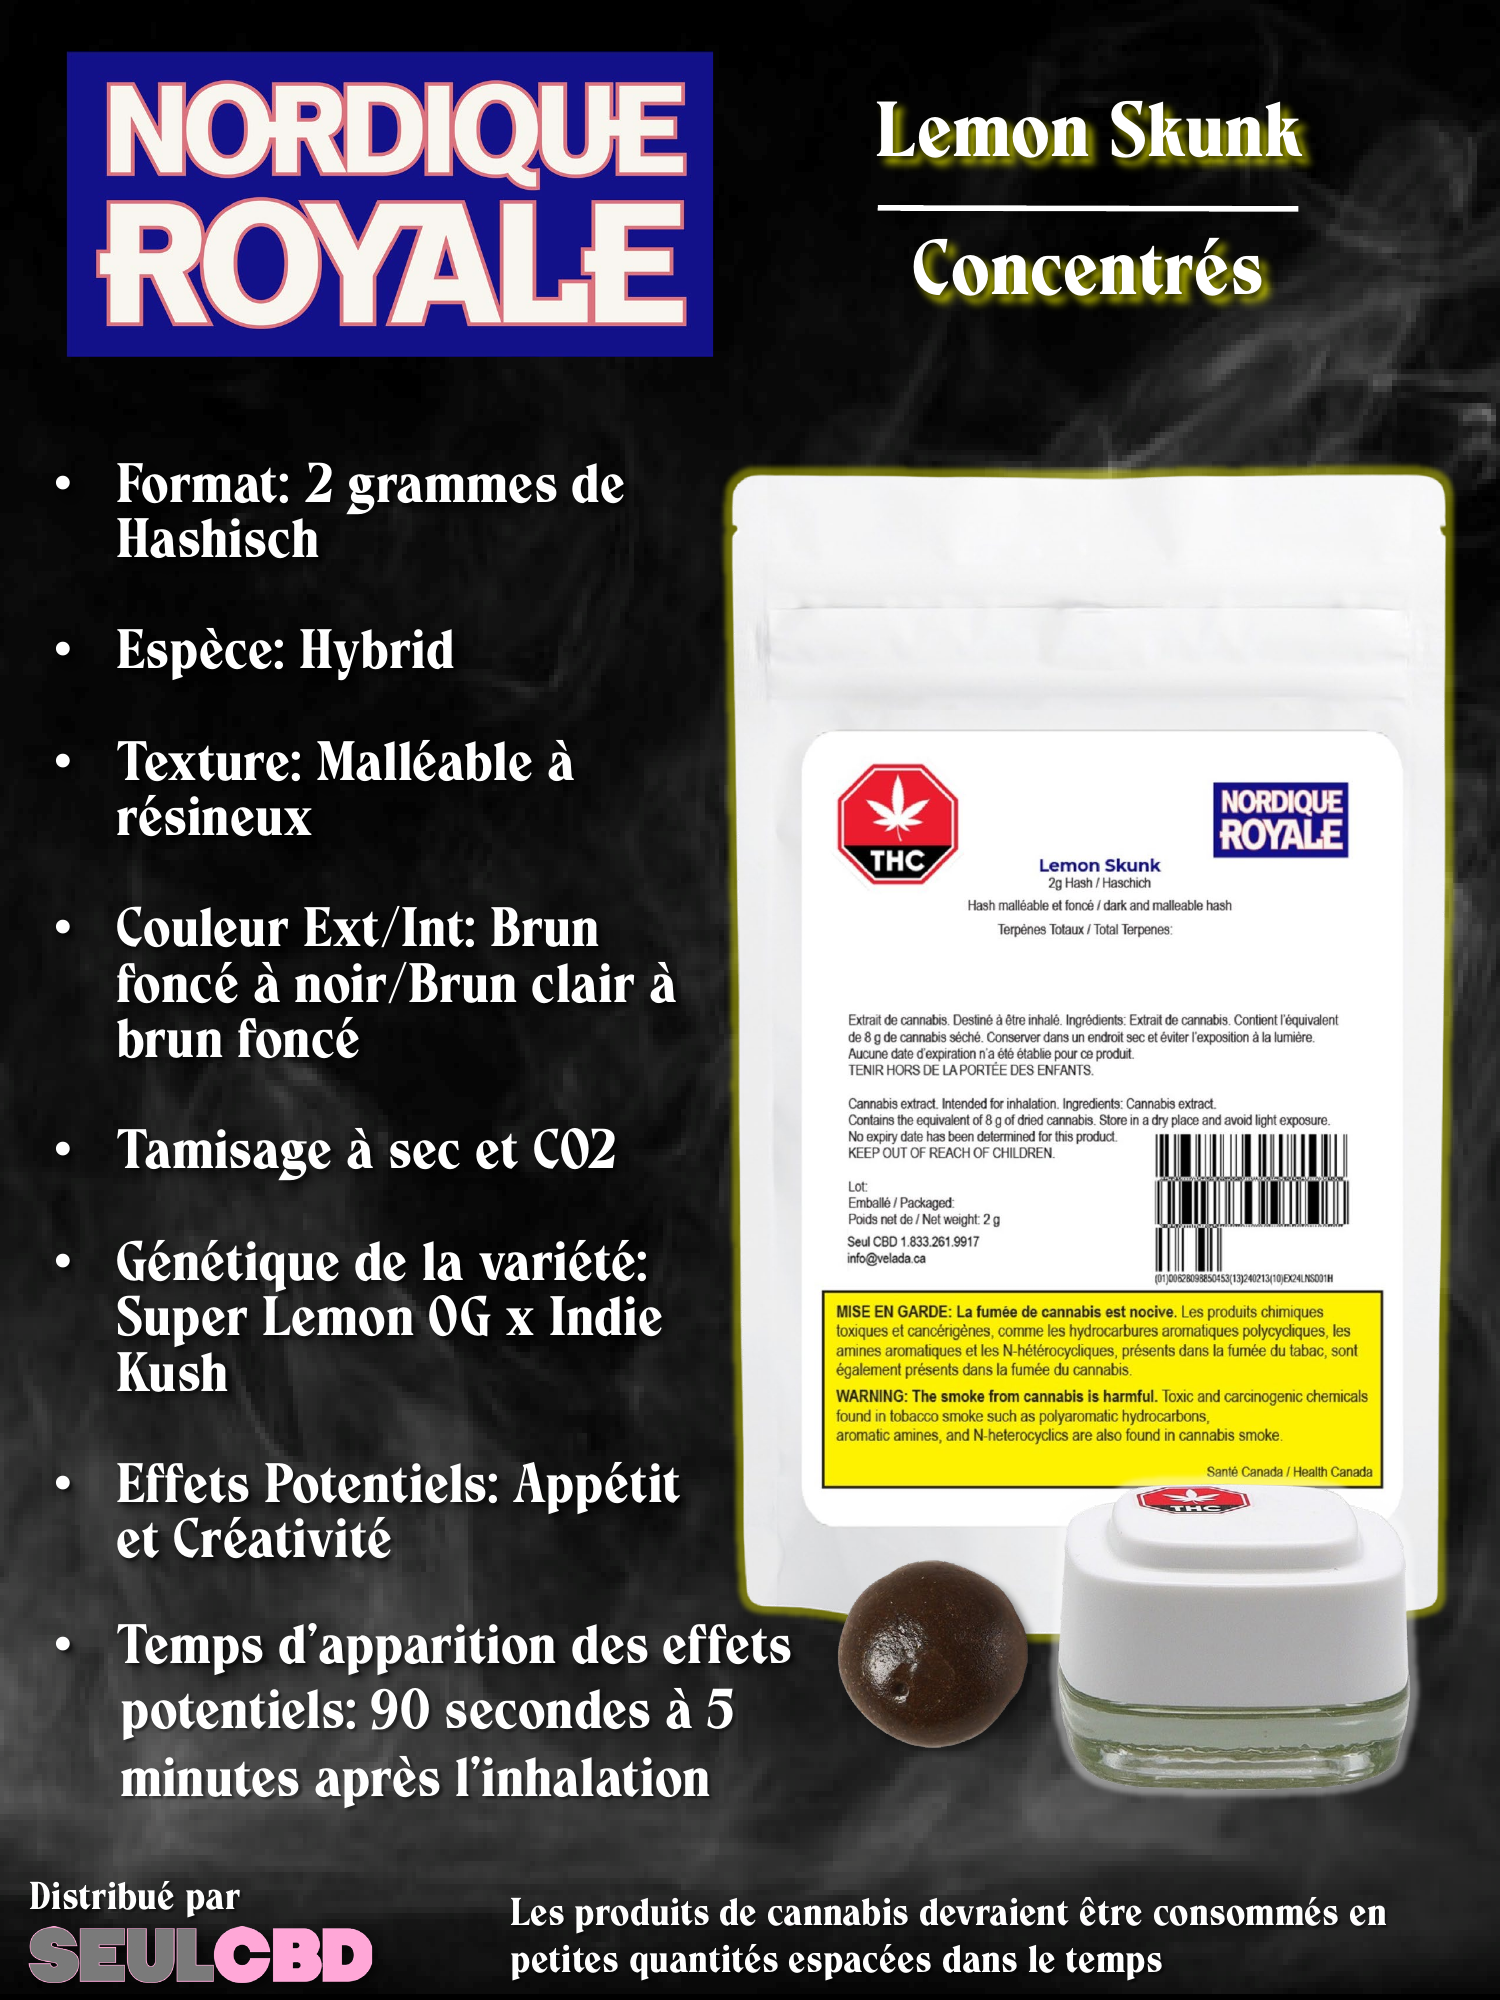 NORDIQUE
ROYALE
Lemon Skunk
Concentrés
• Format: 2 grammes de
Hashisch
• Espèce: Hybrid
• Texture: Malléable à
résineux
• Couleur Ext/Int: Brun
foncé à noir/Brun clair à
brun foncé
• Tamisage à sec et CO2
• Génétique de la variété:
Super Lemon OG x Indie
Kush
• Effets Potentiels: Appétit
et Créativité
• Temps d'apparition des effets
potentiels: 90 secondes à 5
minutes après l'inhalation
THC
NORDIQUE
ROYALE
Lemon Skunk
2g Hash / Haschich
Hash malléable et foncé / dark and malleable hash
Terpènes Totaux / Total Terpenes:
Extrait de cannabis. Destiné à être inhalé. Ingrédients: Extrait de cannabis. Contient l'équivalent
de 8 g de cannabis séché. Conserver dans un endroit sec et éviter l'exposition à la lumière.
Aucune date d'expiration n'a été établie pour ce produit.
TENIR HORS DE LA PORTÉE DES ENFANTS.
Cannabis extract. Intended for inhalation. Ingredients: Cannabis extract.
Contains the equivalent of 8 g of dried cannabis. Store in a dry place and avoid light exposure.
No expiry date has been determined for this product.
KEEP OUT OF REACH OF CHILDREN.
Lot:
Emballé / Packaged:
Poids net de / Net weight: 2 g
Seul CBD 1.833.261.9917
info@velada.ca
(01)00628098850453(13)240213(10)EX24LNS001H
MISE EN GARDE: La fumée de cannabis est nocive. Les produits chimiques
toxiques et cancérigènes, comme les hydrocarbures aromatiques polycycliques, les
amines aromatiques et les N-hétérocycliques, présents dans la fumée du tabac, sont
également présents dans la fumée du cannabis.
WARNING: The smoke from cannabis is harmful. Toxic and carcinogenic chemicals
found in tobacco smoke such as polyaromatic hydrocarbons,
aromatic amines, and N-heterocyclics are also found in cannabis smoke.
Santé Canada / Health Canada
THC
Distribué par
SEULCBD
Les produits de cannabis devraient être consommés en
petites quantités espacées dans le temps